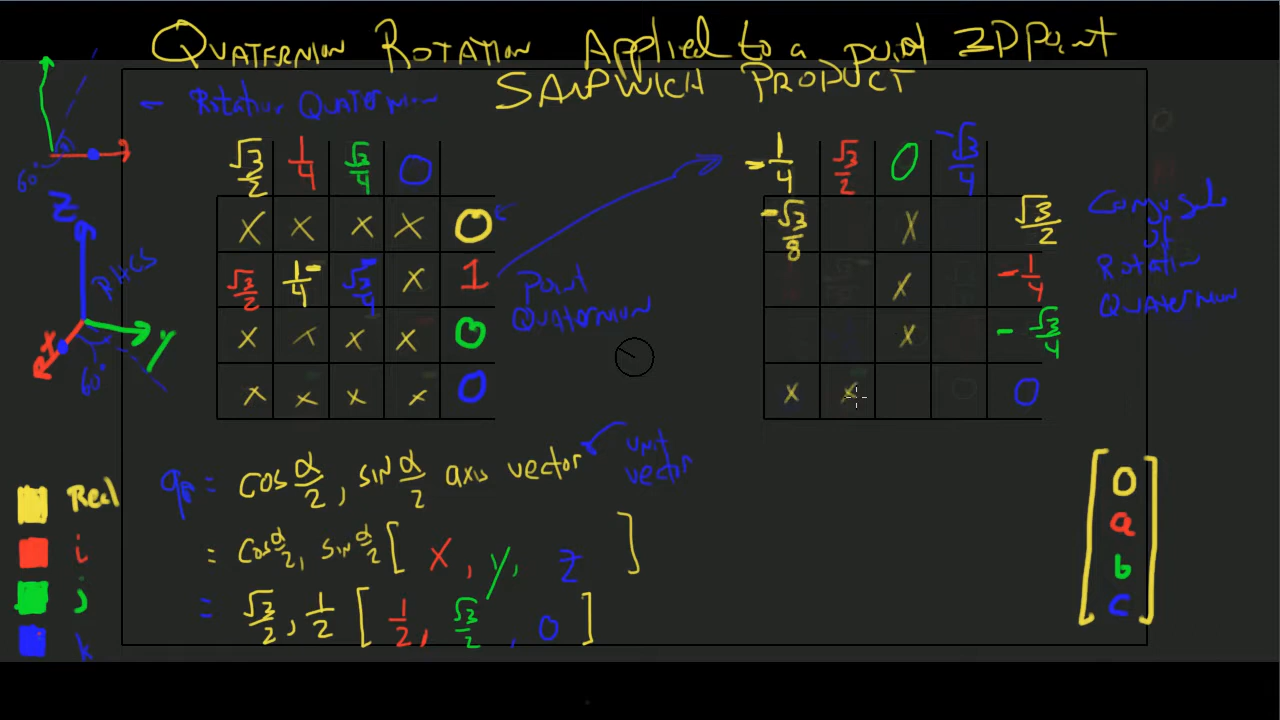 QUATERNION ROTATION Applied to a point 3D Point
SANDWICH PRODUCT
← Rotation QUATERNION
60°
Z
RHCS
X
Y
60°
√3/2 1/4 √3/4 0
X X X X 0
√3/2 1/4 - √3/4 - X 1
X X X X 0
X X X X 0
Point
QUATERNION
-1/4 √3/2 0 -√3/4
-√3/8 X √3/2
X -1/4
X -√3/4
X X 0
Conjugate
of
Rotation
QUATERNION
qR = cos α/2, sin α/2 axis vector
unit
vector
= cos α/2, sin α/2 [ X, Y, Z ]
= √3/2, 1/2 [ 1/2, √3/2, 0 ]
Real
i
j
k
0
a
b
c